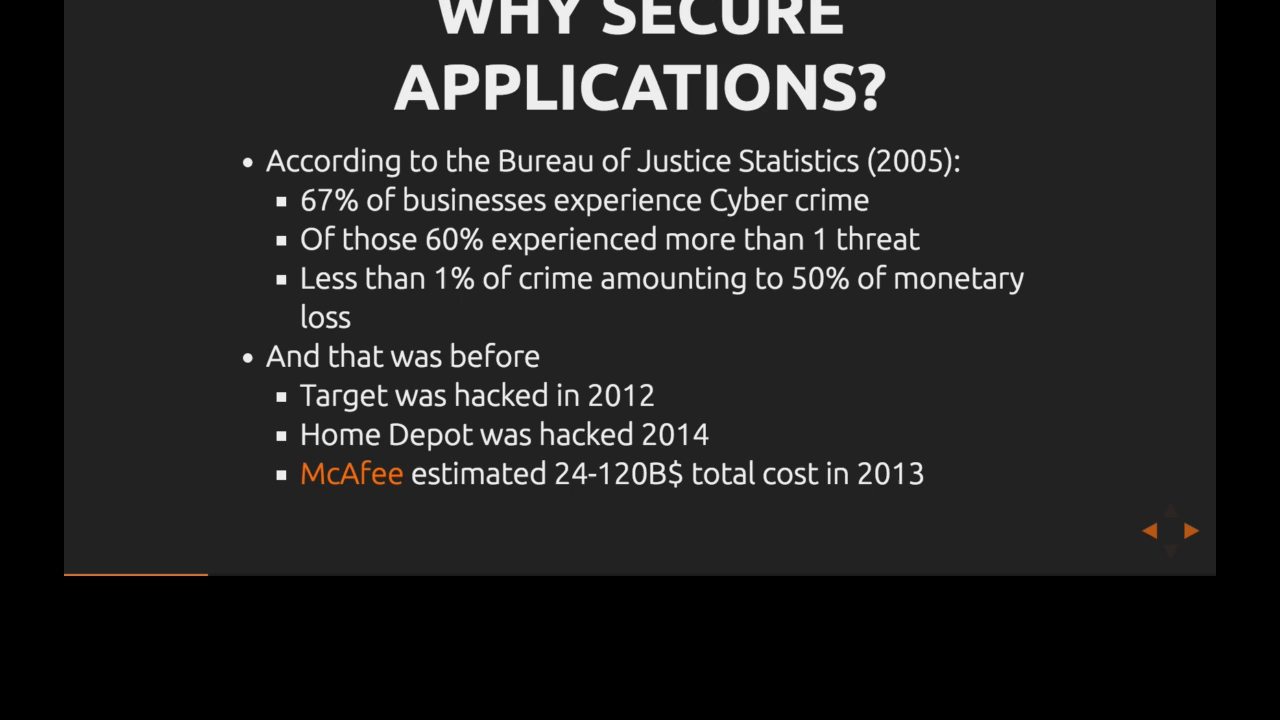 WHY SECURE
APPLICATIONS?
• According to the Bureau of Justice Statistics (2005):
▪ 67% of businesses experience Cyber crime
▪ Of those 60% experienced more than 1 threat
▪ Less than 1% of crime amounting to 50% of monetary
loss
• And that was before
▪ Target was hacked in 2012
▪ Home Depot was hacked 2014
▪ McAfee estimated 24-120B$ total cost in 2013